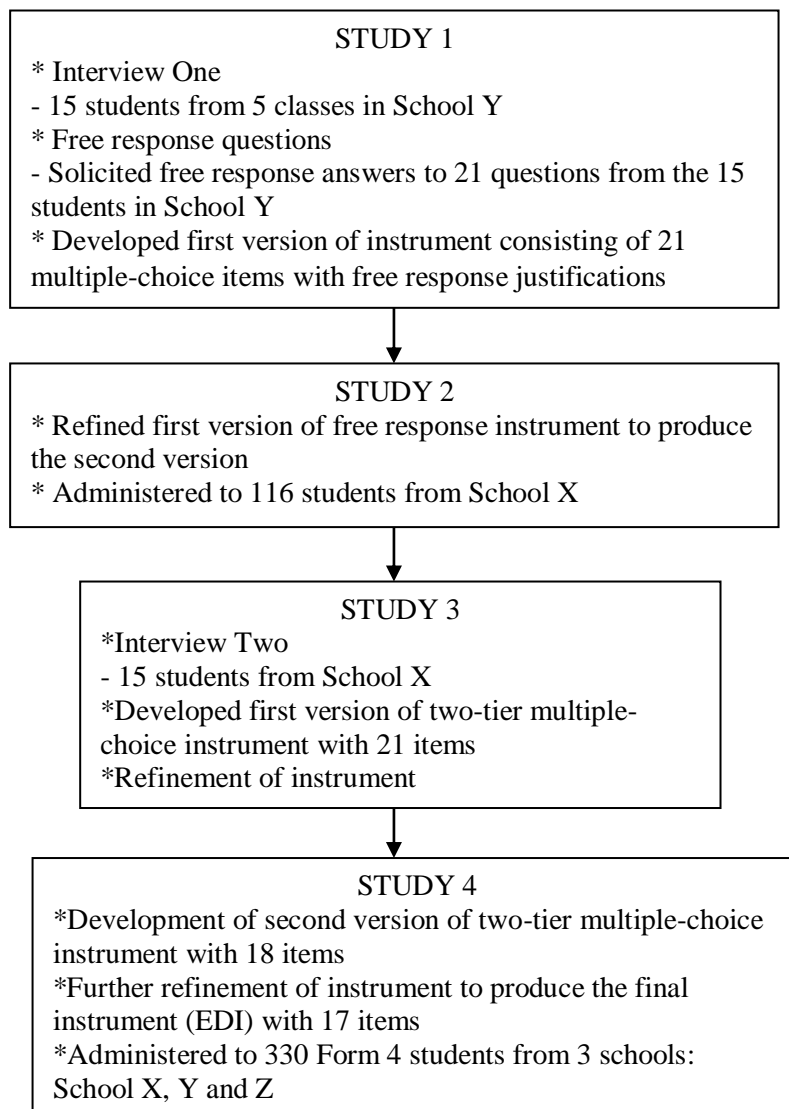 STUDY 1
* Interview One
- 15 students from 5 classes in School Y
* Free response questions
- Solicited free response answers to 21 questions from the 15
students in School Y
* Developed first version of instrument consisting of 21
multiple-choice items with free response justifications
STUDY 2
* Refined first version of free response instrument to produce
the second version
* Administered to 116 students from School X
STUDY 3
*Interview Two
- 15 students from School X
*Developed first version of two-tier multiple-
choice instrument with 21 items
*Refinement of instrument
STUDY 4
*Development of second version of two-tier multiple-choice
instrument with 18 items
*Further refinement of instrument to produce the final
instrument (EDI) with 17 items
*Administered to 330 Form 4 students from 3 schools:
School X, Y and Z